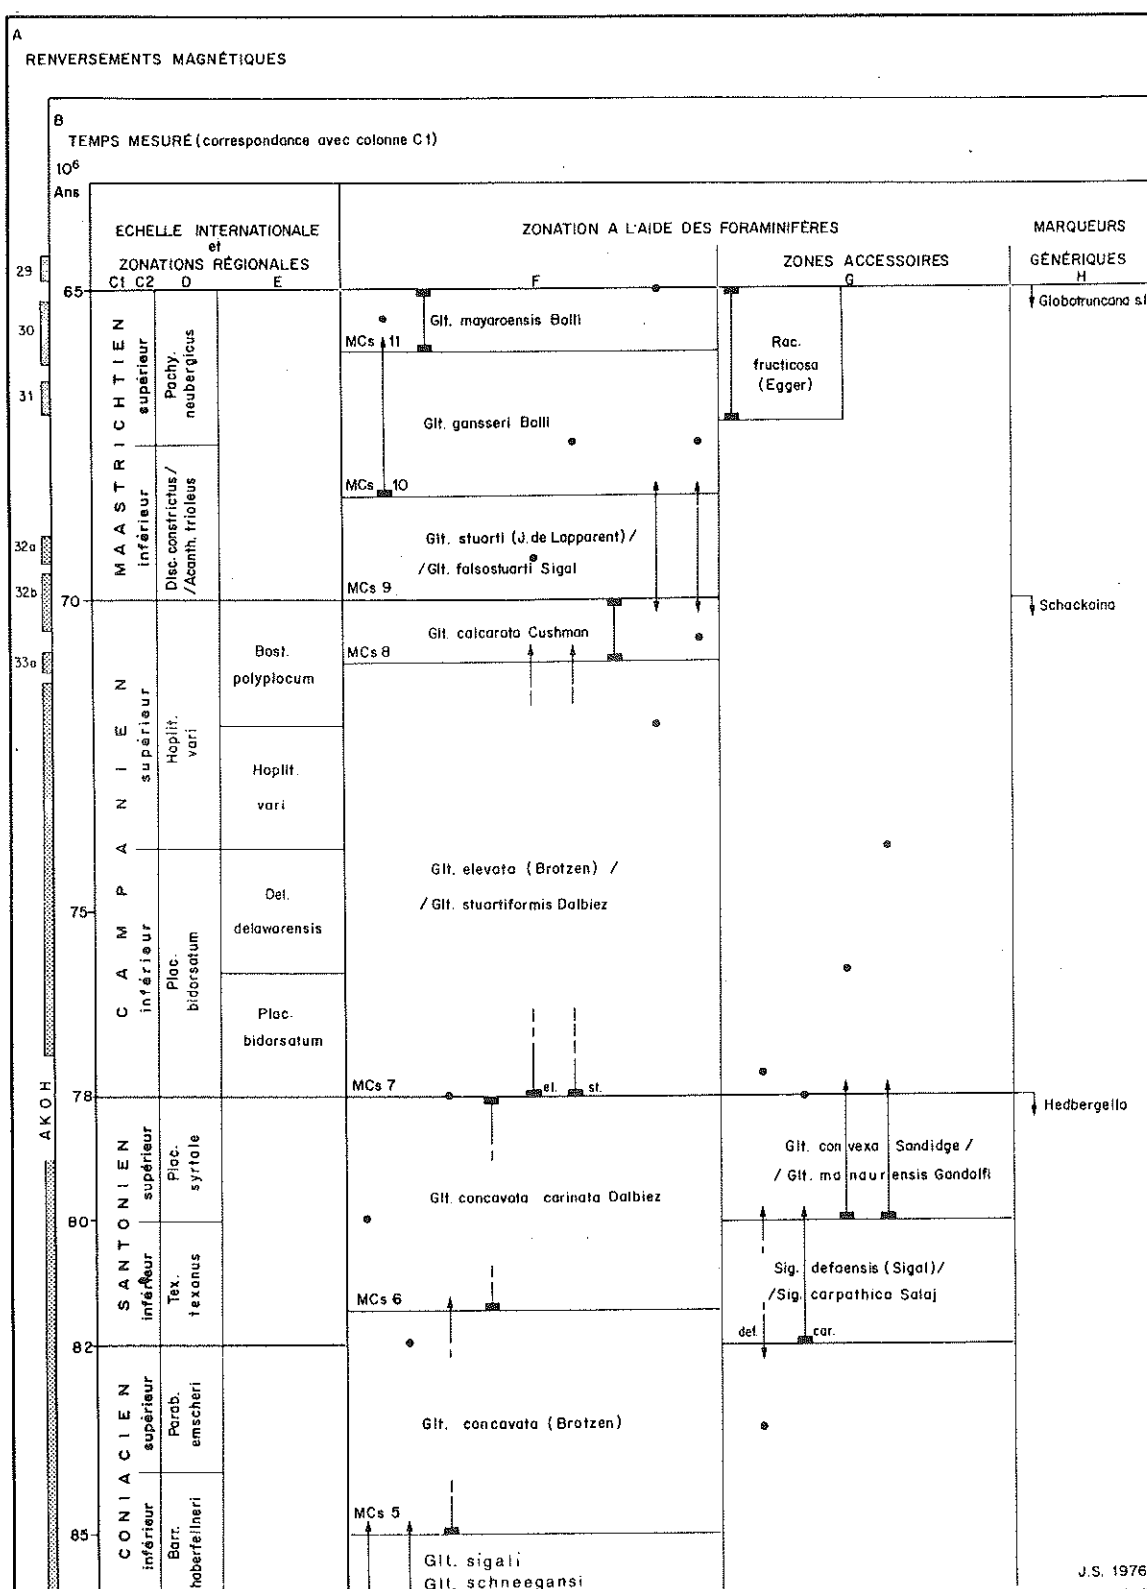 A
RENVERSEMENTS MAGNÉTIQUES
B
TEMPS MESURÉ (correspondance avec colonne C1)
10⁶
Ans
ECHELLE INTERNATIONALE
et
ZONATIONS RÉGIONALES
C1 C2 D E
ZONATION A L'AIDE DES FORAMINIFÈRES
F
ZONES ACCESSOIRES
G
MARQUEURS
GÉNÉRIQUES
H
29
30
31
32a
32b
33a
AKOH
65
70
75
78
80
82
85
MAASTRICHTIEN
supérieur
inférieur
Pachy.
neubergicus
Disc. constrictus/
/Acanth. trioleus
CAMPANIEN
supérieur
inférieur
Hoplit.
vari
Plac.
bidorsatum
Bost.
polyplocum
Hoplit.
vari
Del.
delawarensis
Plac.
bidorsatum
SANTONIEN
supérieur
inférieur
Plac.
syrtale
Tex.
texanus
CONIACIEN
supérieur
inférieur
Parab.
emscheri
Barr.
haberfellneri
Glt. mayaroensis Bolli
MCs 11
Glt. gansseri Bolli
MCs 10
Glt. stuarti (J. de Lapparent)/
/Glt. falsostuarti Sigal
MCs 9
Glt. calcarata Cushman
MCs 8
Glt. elevata (Brotzen) /
/ Glt. stuartiformis Dalbiez
MCs 7
el.
st.
Glt. concavata carinata Dalbiez
MCs 6
Glt. concavata (Brotzen)
MCs 5
Glt. sigali
Glt. schneegansi
Rac.
fructicosa
(Egger)
Glt. convexa Sandidge /
/ Glt. manaurensis Gandolfi
Sig. defaensis (Sigal)/
/Sig. carpathica Salaj
def.
car.
Globotruncana s.l
Schackoina
Hedbergella
J.S. 1976